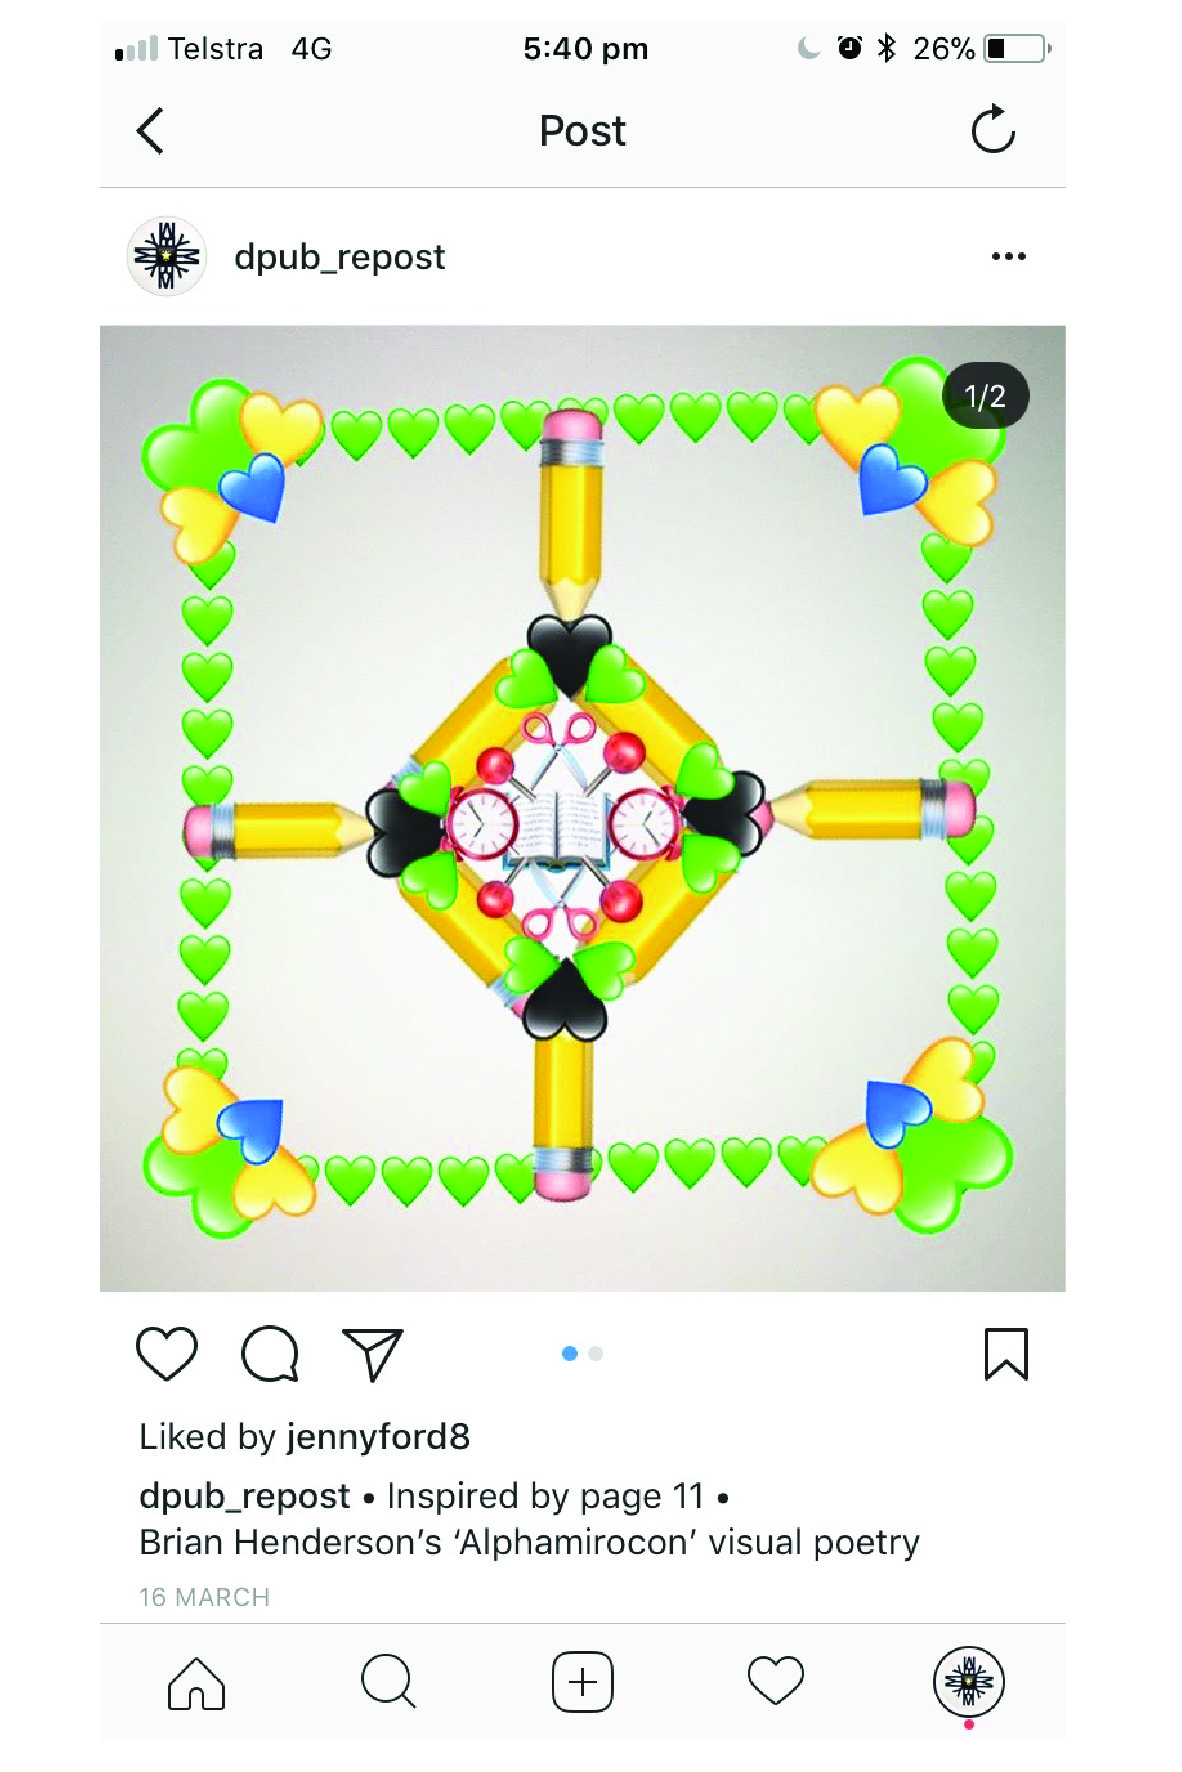 Telstra 4G 5:40 pm 26%
Post
dpub_repost
1/2
Liked by jennyford8
dpub_repost • Inspired by page 11 •
Brian Henderson's ‘Alphamirocon’ visual poetry
16 MARCH